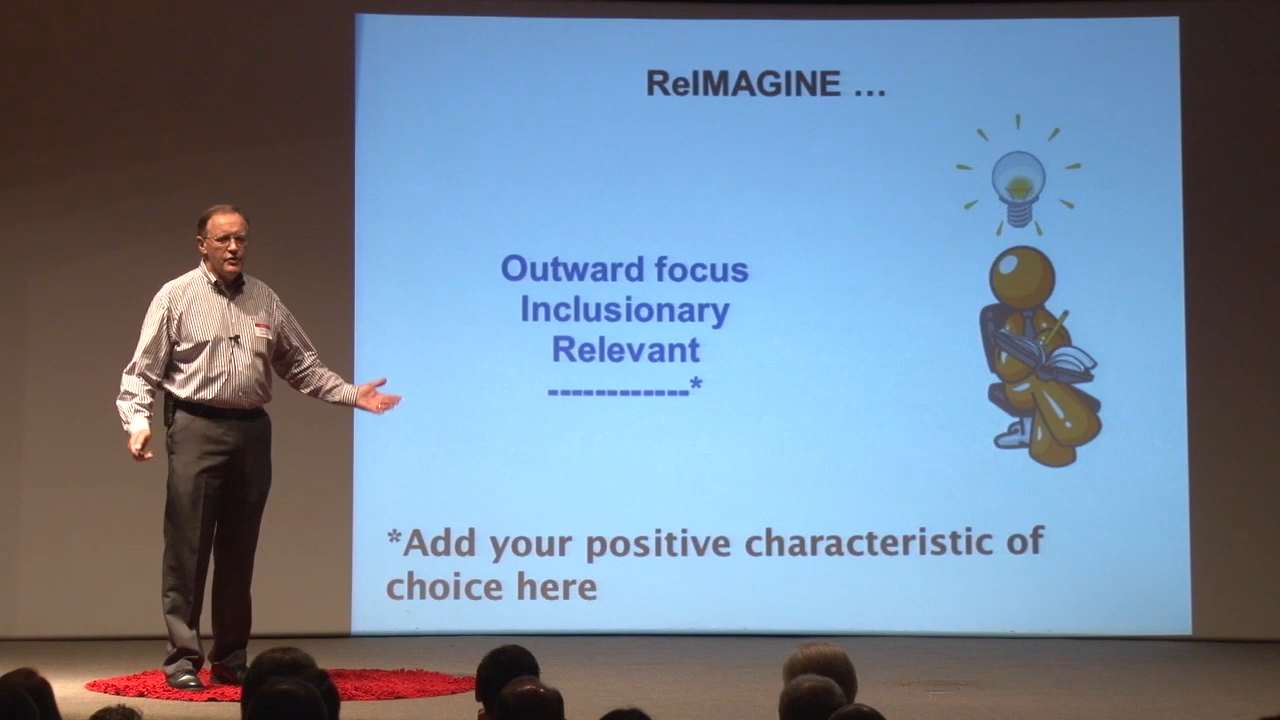 ReIMAGINE ...
Outward focus
Inclusionary
Relevant
------------*
*Add your positive characteristic of
choice here